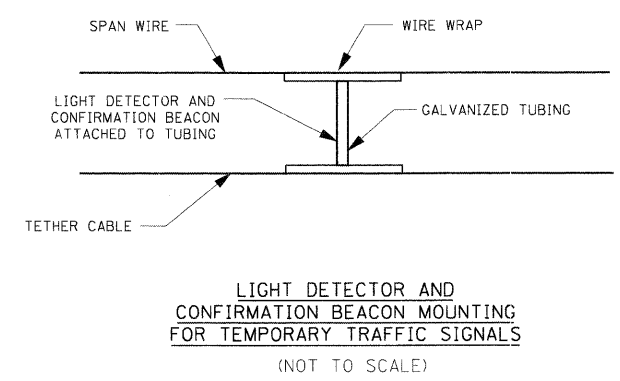 SPAN WIRE
WIRE WRAP
LIGHT DETECTOR AND
CONFIRMATION BEACON
ATTACHED TO TUBING
GALVANIZED TUBING
TETHER CABLE
LIGHT DETECTOR AND
CONFIRMATION BEACON MOUNTING
FOR TEMPORARY TRAFFIC SIGNALS
(NOT TO SCALE)